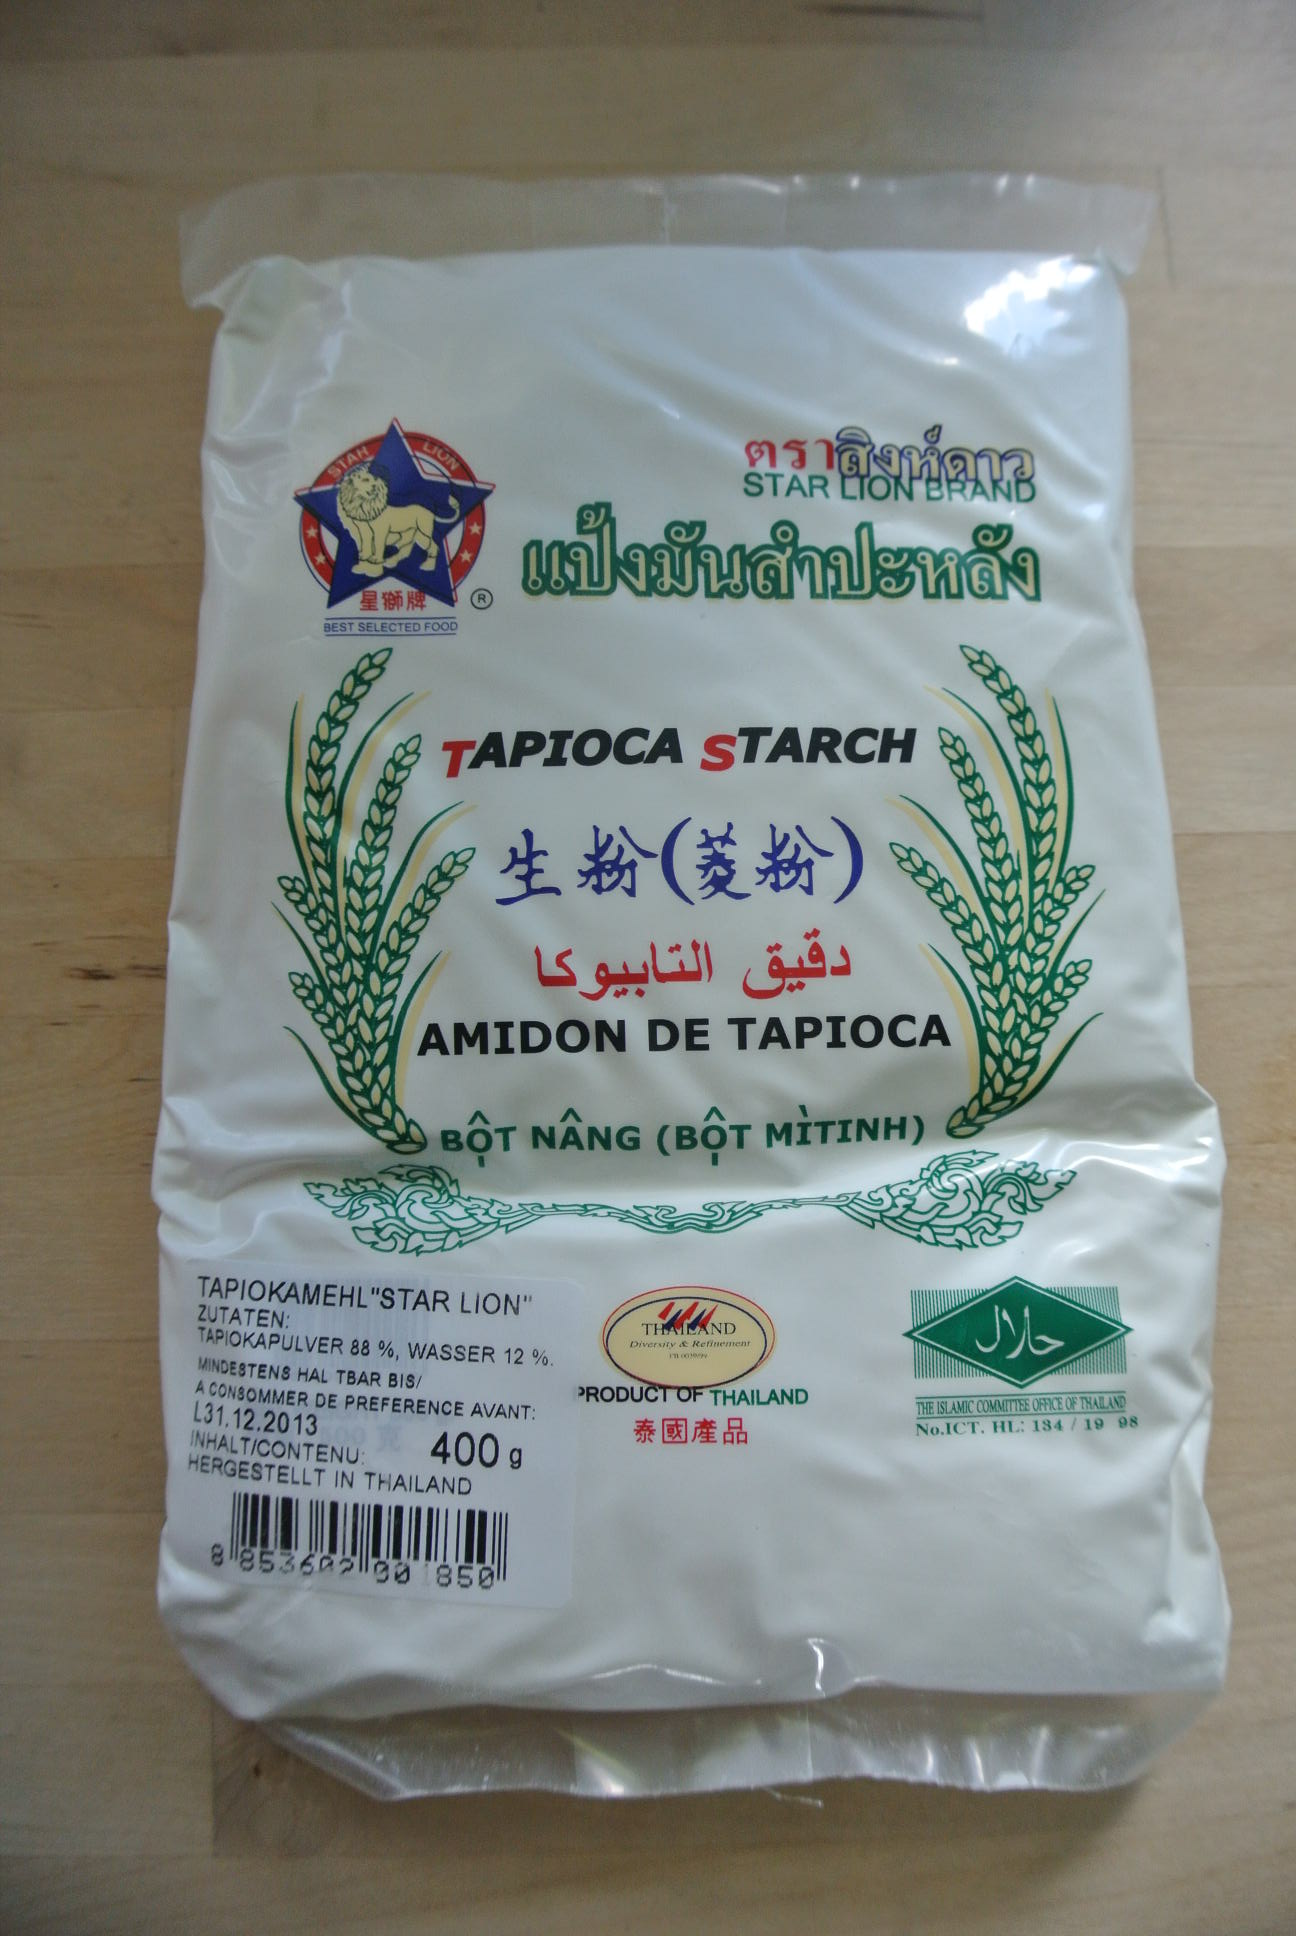 STAR LION
星獅牌
®
BEST SELECTED FOOD
ตราสิงห์ดาว
STAR LION BRAND
แป้งมันสำปะหลัง
TAPIOCA STARCH
生粉(菱粉)
دقيق التابيوكا
AMIDON DE TAPIOCA
BỘT NÂNG (BỘT MÌTINH)
TAPIOKAMEHL"STAR LION"
ZUTATEN:
TAPIOKAPULVER 88 %, WASSER 12 %.
MINDESTENS HAL TBAR BIS/
A CONSOMMER DE PREFERENCE AVANT:
L31.12.2013
INHALT/CONTENU: 400 g
HERGESTELLT IN THAILAND
8 853602 00 1850
THAILAND
Diversity & Refinement
PRODUCT OF THAILAND
泰國產品
حلال
THE ISLAMIC COMMITTEE OFFICE OF THAILAND
No.ICT. HL: 134 / 19 98